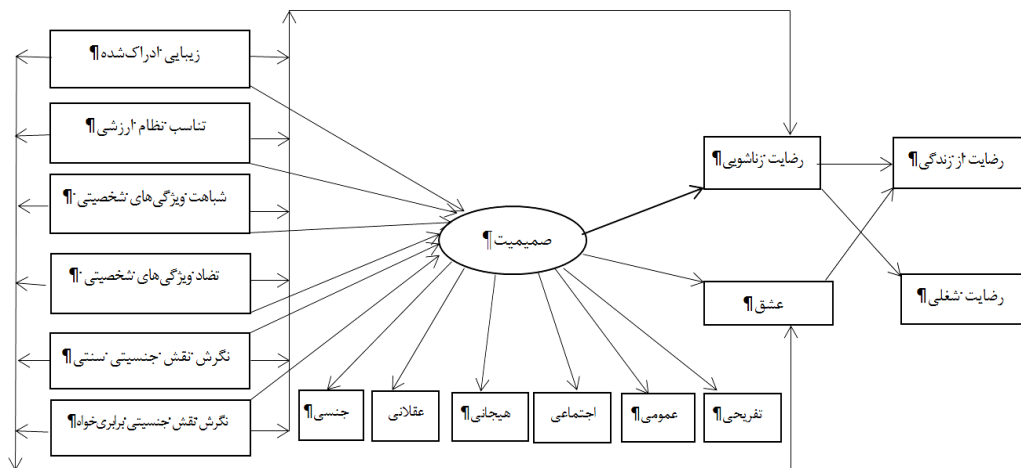 زیبایی ادراک‌شده¶
تناسب نظام ارزشی¶
شباهت ویژگی‌های شخصیتی ¶
تضاد ویژگی‌های شخصیتی ¶
نگرش نقش جنسیتی سنتی¶
نگرش نقش جنسیتی برابری‌خواه¶
صمیمیت¶
رضایت زناشویی¶
عشق¶
رضایت از زندگی¶
رضایت شغلی¶
جنسی¶
عقلانی
هیجانی¶
اجتماعی
عمومی¶
تفریحی¶